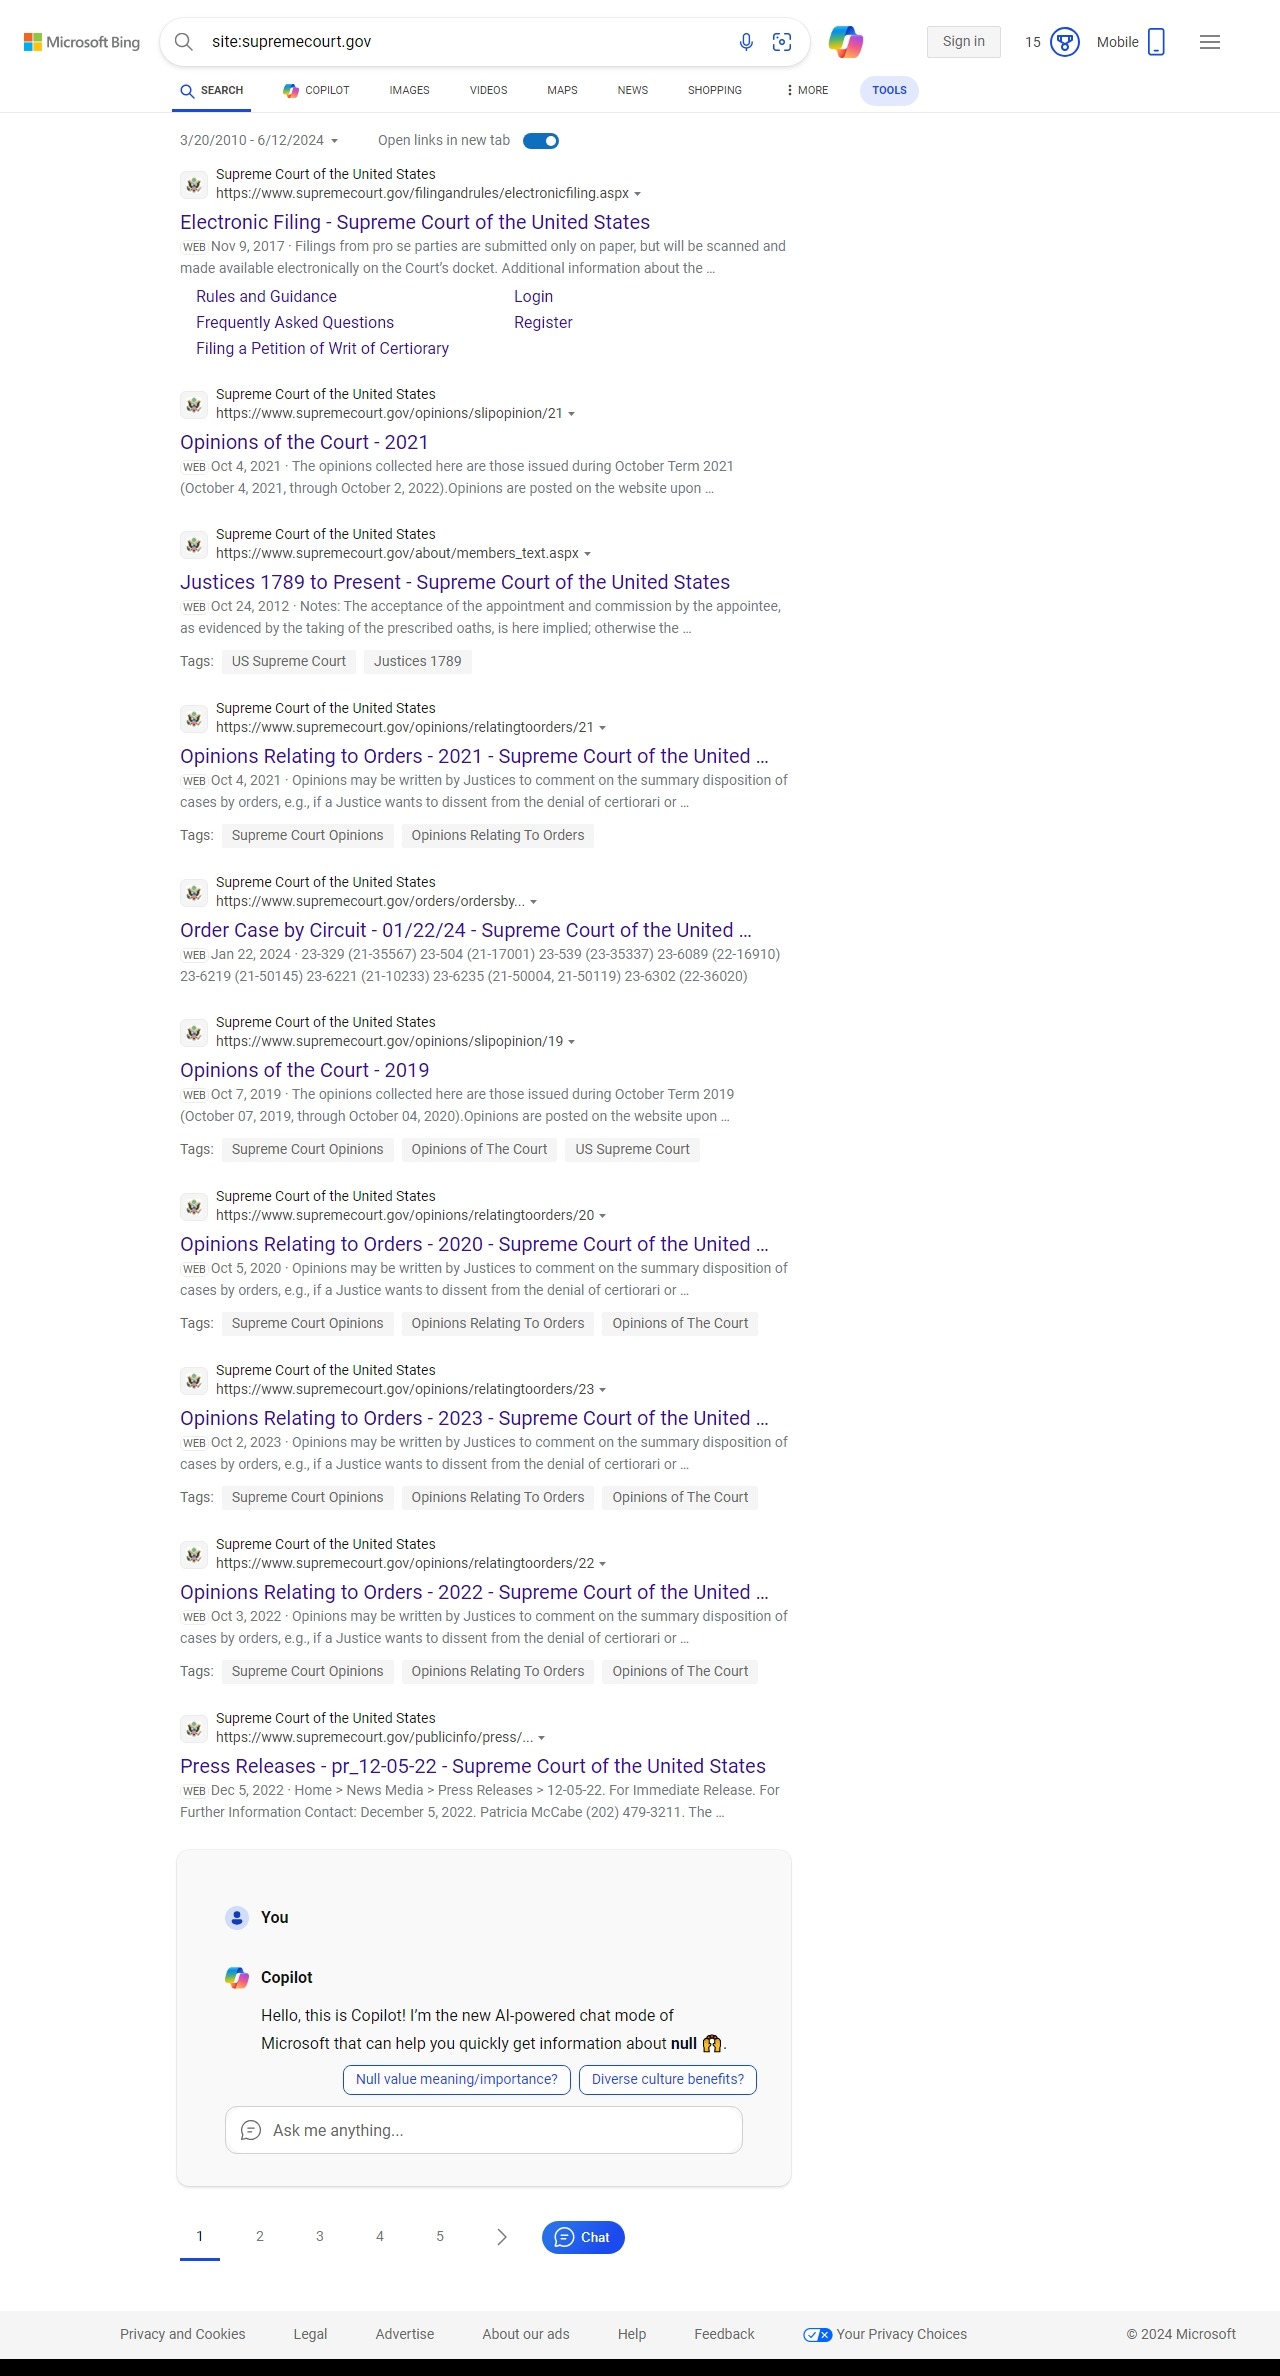 Microsoft Bing
site:supremecourt.gov
Sign in
15
Mobile
SEARCH
COPILOT
IMAGES
VIDEOS
MAPS
NEWS
SHOPPING
MORE
TOOLS
3/20/2010 - 6/12/2024
Open links in new tab
Supreme Court of the United States
https://www.supremecourt.gov/filingandrules/electronicfiling.aspx
Electronic Filing - Supreme Court of the United States
WEB Nov 9, 2017 · Filings from pro se parties are submitted only on paper, but will be scanned and
made available electronically on the Court's docket. Additional information about the …
Rules and Guidance
Login
Frequently Asked Questions
Register
Filing a Petition of Writ of Certiorary
Supreme Court of the United States
https://www.supremecourt.gov/opinions/slipopinion/21
Opinions of the Court - 2021
WEB Oct 4, 2021 · The opinions collected here are those issued during October Term 2021
(October 4, 2021, through October 2, 2022).Opinions are posted on the website upon …
Supreme Court of the United States
https://www.supremecourt.gov/about/members_text.aspx
Justices 1789 to Present - Supreme Court of the United States
WEB Oct 24, 2012 · Notes: The acceptance of the appointment and commission by the appointee,
as evidenced by the taking of the prescribed oaths, is here implied; otherwise the …
Tags: US Supreme Court Justices 1789
Supreme Court of the United States
https://www.supremecourt.gov/opinions/relatingtoorders/21
Opinions Relating to Orders - 2021 - Supreme Court of the United …
WEB Oct 4, 2021 · Opinions may be written by Justices to comment on the summary disposition of
cases by orders, e.g., if a Justice wants to dissent from the denial of certiorari or …
Tags: Supreme Court Opinions Opinions Relating To Orders
Supreme Court of the United States
https://www.supremecourt.gov/orders/ordersby...
Order Case by Circuit - 01/22/24 - Supreme Court of the United …
WEB Jan 22, 2024 · 23-329 (21-35567) 23-504 (21-17001) 23-539 (23-35337) 23-6089 (22-16910)
23-6219 (21-50145) 23-6221 (21-10233) 23-6235 (21-50004, 21-50119) 23-6302 (22-36020)
Supreme Court of the United States
https://www.supremecourt.gov/opinions/slipopinion/19
Opinions of the Court - 2019
WEB Oct 7, 2019 · The opinions collected here are those issued during October Term 2019
(October 07, 2019, through October 04, 2020).Opinions are posted on the website upon …
Tags: Supreme Court Opinions Opinions of The Court US Supreme Court
Supreme Court of the United States
https://www.supremecourt.gov/opinions/relatingtoorders/20
Opinions Relating to Orders - 2020 - Supreme Court of the United …
WEB Oct 5, 2020 · Opinions may be written by Justices to comment on the summary disposition of
cases by orders, e.g., if a Justice wants to dissent from the denial of certiorari or …
Tags: Supreme Court Opinions Opinions Relating To Orders Opinions of The Court
Supreme Court of the United States
https://www.supremecourt.gov/opinions/relatingtoorders/23
Opinions Relating to Orders - 2023 - Supreme Court of the United …
WEB Oct 2, 2023 · Opinions may be written by Justices to comment on the summary disposition of
cases by orders, e.g., if a Justice wants to dissent from the denial of certiorari or …
Tags: Supreme Court Opinions Opinions Relating To Orders Opinions of The Court
Supreme Court of the United States
https://www.supremecourt.gov/opinions/relatingtoorders/22
Opinions Relating to Orders - 2022 - Supreme Court of the United …
WEB Oct 3, 2022 · Opinions may be written by Justices to comment on the summary disposition of
cases by orders, e.g., if a Justice wants to dissent from the denial of certiorari or …
Tags: Supreme Court Opinions Opinions Relating To Orders Opinions of The Court
Supreme Court of the United States
https://www.supremecourt.gov/publicinfo/press/...
Press Releases - pr_12-05-22 - Supreme Court of the United States
WEB Dec 5, 2022 · Home > News Media > Press Releases > 12-05-22. For Immediate Release. For
Further Information Contact: December 5, 2022. Patricia McCabe (202) 479-3211. The …
You
Copilot
Hello, this is Copilot! I'm the new AI-powered chat mode of
Microsoft that can help you quickly get information about null 🙌.
Null value meaning/importance?
Diverse culture benefits?
Ask me anything...
1 2 3 4 5
Chat
Privacy and Cookies
Legal
Advertise
About our ads
Help
Feedback
Your Privacy Choices
© 2024 Microsoft